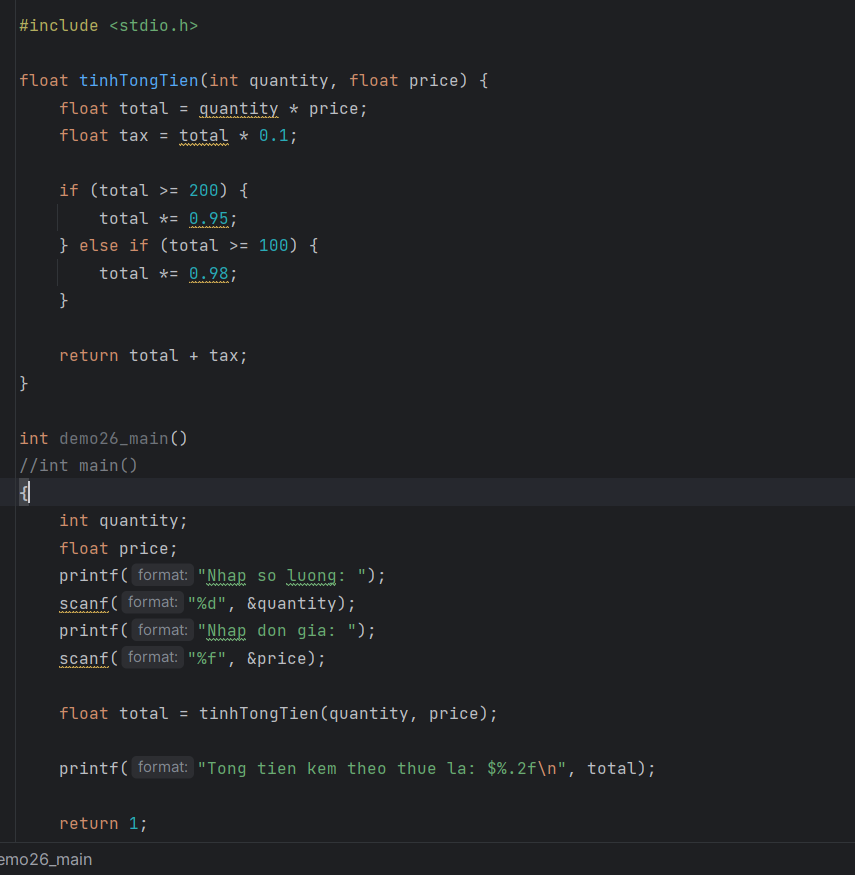 #include <stdio.h>
float tinhTongTien(int quantity, float price) {
    float total = quantity * price;
    float tax = total * 0.1;
    if (total >= 200) {
        total *= 0.95;
    } else if (total >= 100) {
        total *= 0.98;
    }
    return total + tax;
}
int demo26_main()
//int main()
{
    int quantity;
    float price;
    printf( format: "Nhap so luong: ");
    scanf( format: "%d", &quantity);
    printf( format: "Nhap don gia: ");
    scanf( format: "%f", &price);
    float total = tinhTongTien(quantity, price);
    printf( format: "Tong tien kem theo thue la: $%.2f\n", total);
    return 1;
emo26_main